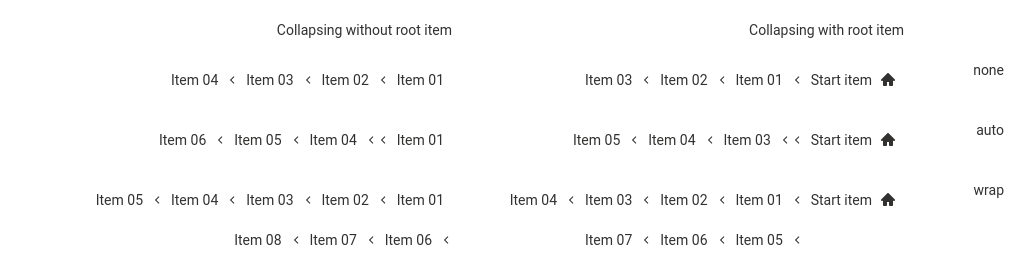 Collapsing without root item
Collapsing with root item
none
Item 04 < Item 03 < Item 02 < Item 01
Item 03 < Item 02 < Item 01 < Start item
auto
Item 06 < Item 05 < Item 04 < < Item 01
Item 05 < Item 04 < Item 03 < < Start item
wrap
Item 05 < Item 04 < Item 03 < Item 02 < Item 01
Item 04 < Item 03 < Item 02 < Item 01 < Start item
Item 08 < Item 07 < Item 06 <
Item 07 < Item 06 < Item 05 <